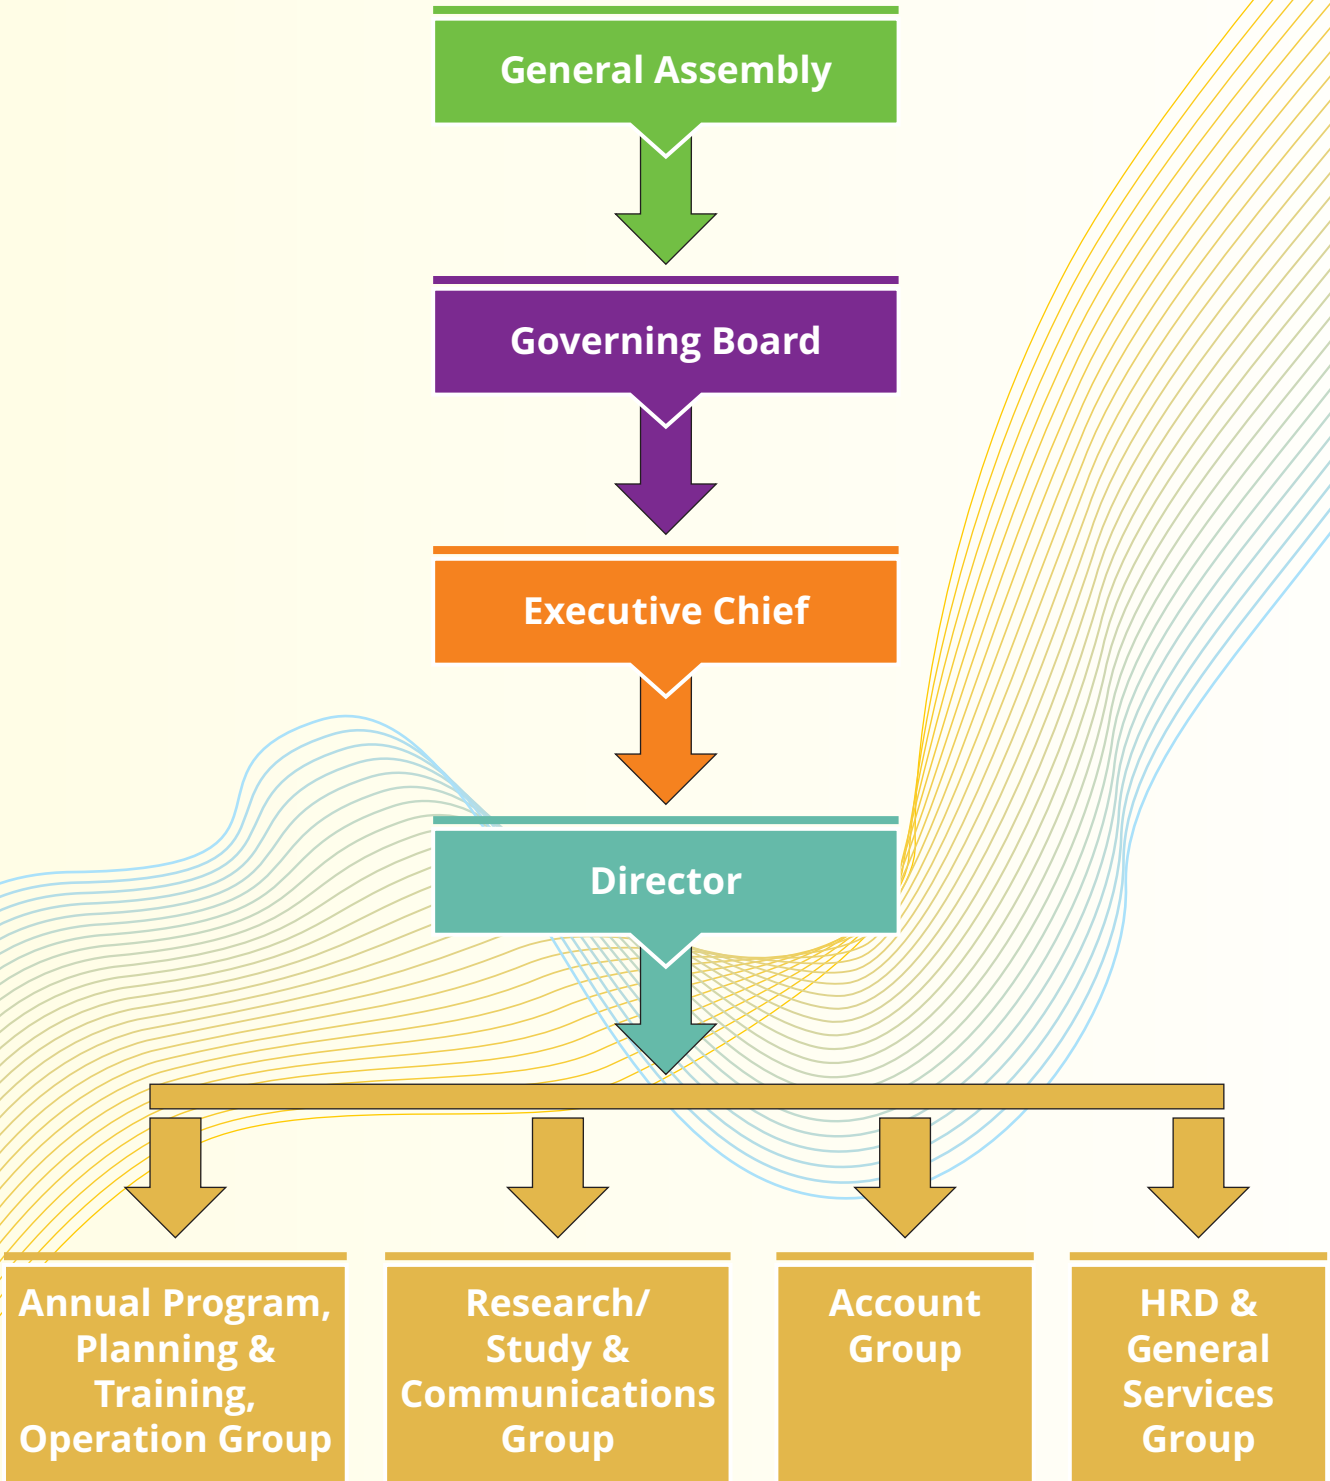 General Assembly
Governing Board
Executive Chief
Director
Annual Program,
Planning &
Training,
Operation Group
Research/
Study &
Communications
Group
Account
Group
HRD &
General
Services
Group